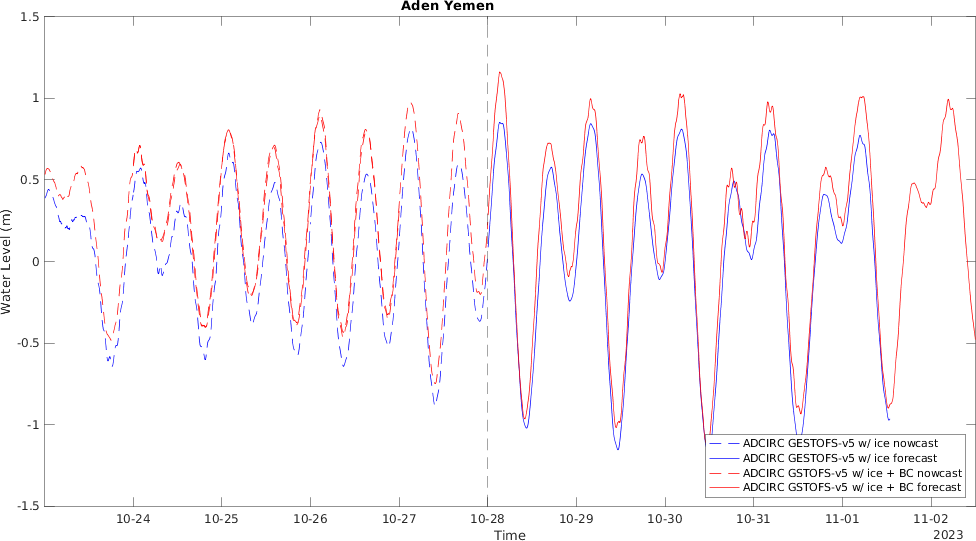 Aden Yemen
1.5
1
0.5
0
-0.5
-1
-1.5
Water Level (m)
ADCIRC GESTOFS-v5 w/ ice nowcast
ADCIRC GESTOFS-v5 w/ ice forecast
ADCIRC GSTOFS-v5 w/ ice + BC nowcast
ADCIRC GSTOFS-v5 w/ ice + BC forecast
10-24 10-25 10-26 10-27 10-28 10-29 10-30 10-31 11-01 11-02
Time
2023